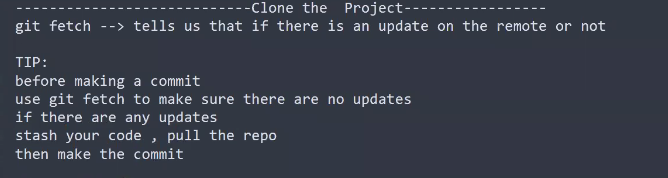 ----------------------------Clone the  Project-----------------
git fetch --> tells us that if there is an update on the remote or not
TIP:
before making a commit
use git fetch to make sure there are no updates
if there are any updates
stash your code , pull the repo
then make the commit